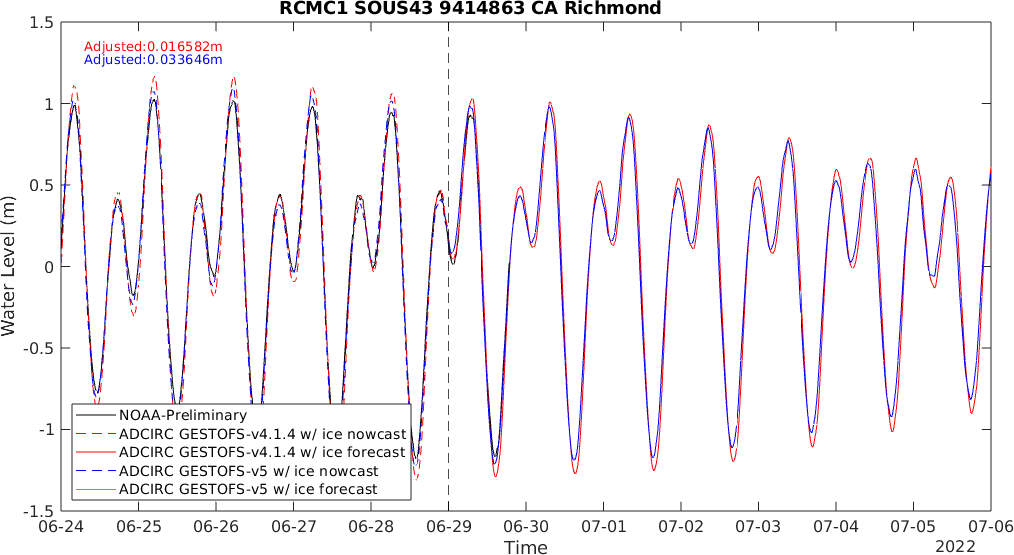 RCMC1 SOUS43 9414863 CA Richmond
Adjusted:0.016582m
Adjusted:0.033646m
Water Level (m)
1.5
1
0.5
0
-0.5
-1
-1.5
NOAA-Preliminary
ADCIRC GESTOFS-v4.1.4 w/ ice nowcast
ADCIRC GESTOFS-v4.1.4 w/ ice forecast
ADCIRC GESTOFS-v5 w/ ice nowcast
ADCIRC GESTOFS-v5 w/ ice forecast
06-24 06-25 06-26 06-27 06-28 06-29 06-30 07-01 07-02 07-03 07-04 07-05 07-06
Time
2022